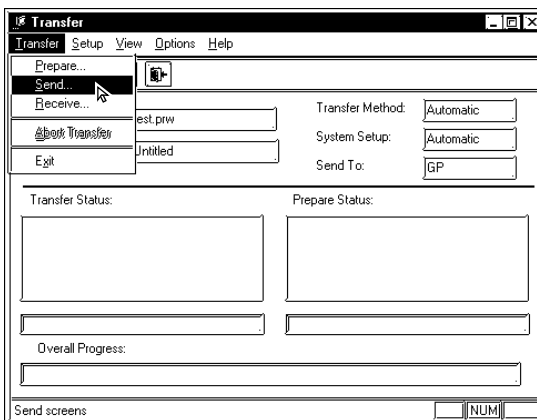 Transfer
Transfer Setup View Options Help
Prepare...
Send...
Receive...
Abort Transfer
Exit
est.prw
Untitled
Transfer Method: Automatic
System Setup: Automatic
Send To: GP
Transfer Status: Prepare Status:
Overall Progress:
Send screens NUM